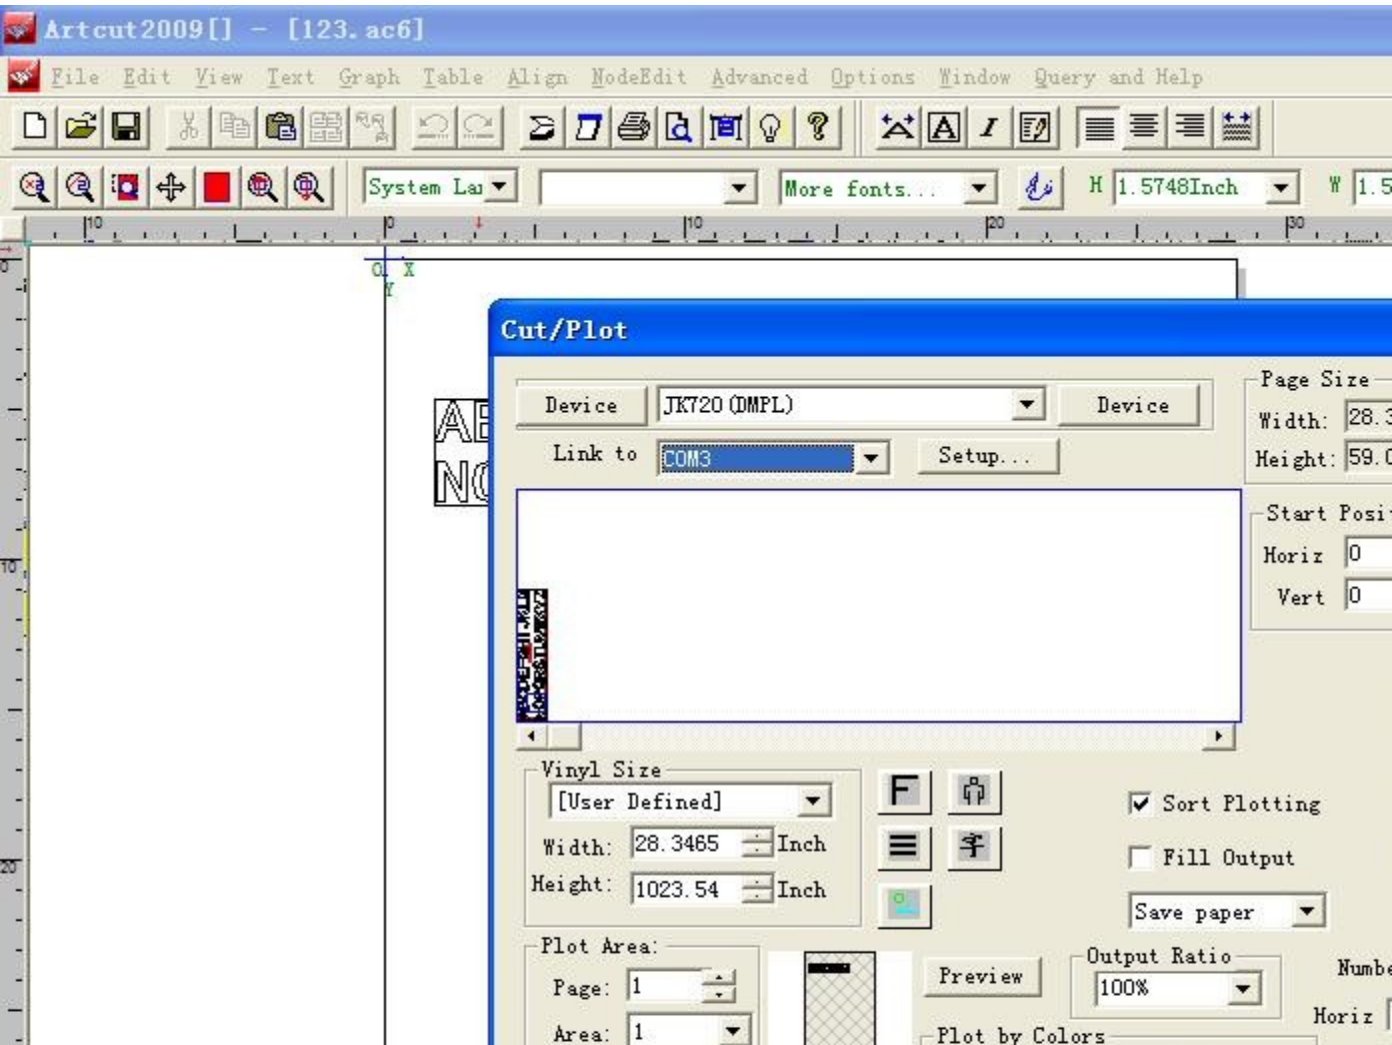 Artcut2009[] - [123.ac6]
File Edit View Text Graph Table Align NodeEdit Advanced Options Window Query and Help
System Lan
More fonts...
H 1.5748Inch
W 1.5
10 0 10 20 30
0
O X
Y
Cut/Plot
Device JK720(DMPL) Device
Page Size
Width: 28.3
Link to COM3 Setup...
Height: 59.0
AB
NO
Start Posit
Horiz 0
10
Vert 0
Vinyl Size
[User Defined]
Sort Plotting
Width: 28.3465 Inch
Fill Output
20
Height: 1023.54 Inch
Save paper
Plot Area:
Output Ratio
Page: 1
Preview
100%
Numbe
Area: 1
Horiz
Plot by Colors